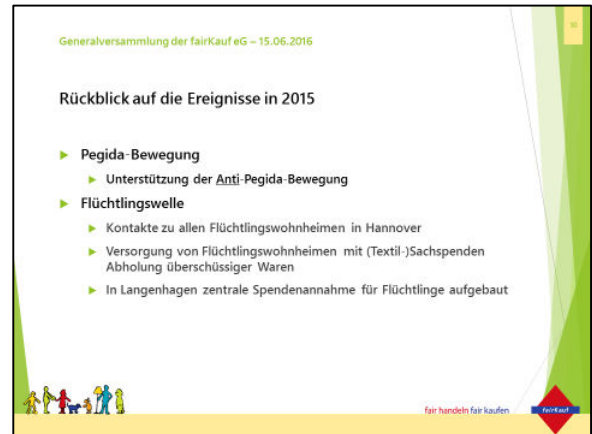 Generalversammlung der fairKauf eG – 15.06.2016
Rückblick auf die Ereignisse in 2015
Pegida-Bewegung
Unterstützung der Anti-Pegida-Bewegung
Flüchtlingswelle
Kontakte zu allen Flüchtlingswohnheimen in Hannover
Versorgung von Flüchtlingswohnheimen mit (Textil-)Sachspenden
Abholung überschüssiger Waren
In Langenhagen zentrale Spendenannahme für Flüchtlinge aufgebaut
fair handeln fair kaufen
fairKauf